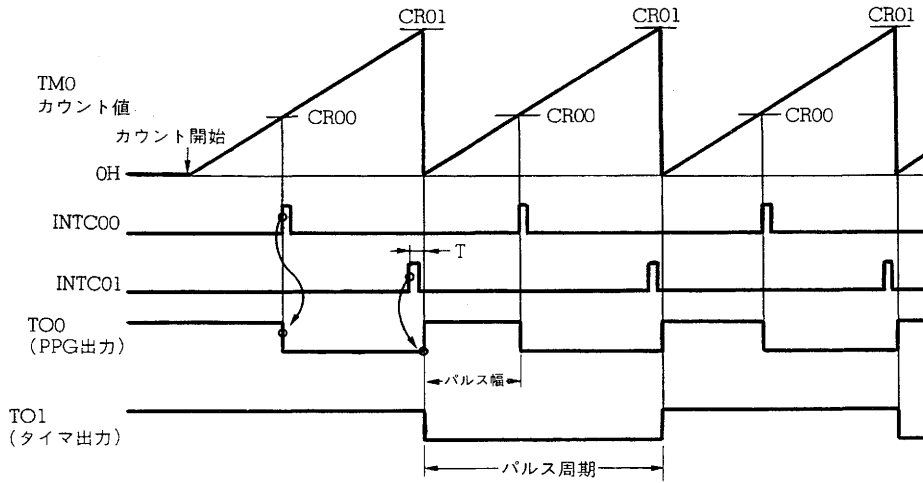 CR01 CR01 CR01
TM0
カウント値
CR00 CR00 CR00
カウント開始
0H
INTC00
T
INTC01
TO0
(PPG出力)
パルス幅
TO1
(タイマ出力)
パルス周期